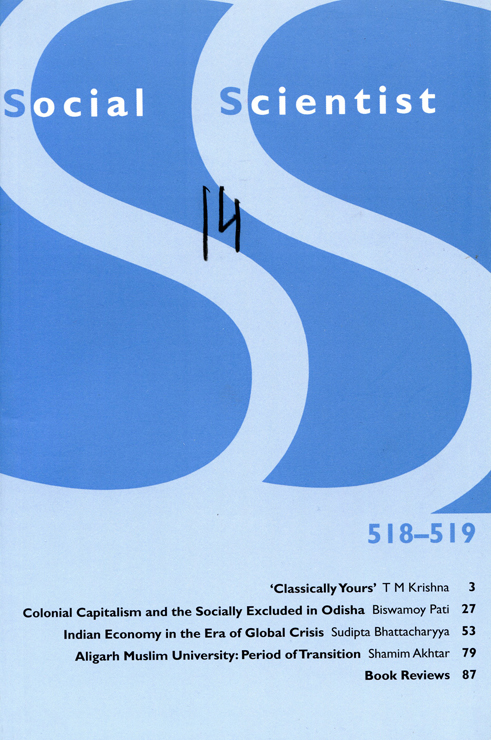 Social Scientist
14
518–519
‘Classically Yours’ T M Krishna 3
Colonial Capitalism and the Socially Excluded in Odisha Biswamoy Pati 27
Indian Economy in the Era of Global Crisis Sudipta Bhattacharyya 53
Aligarh Muslim University: Period of Transition Shamim Akhtar 79
Book Reviews 87